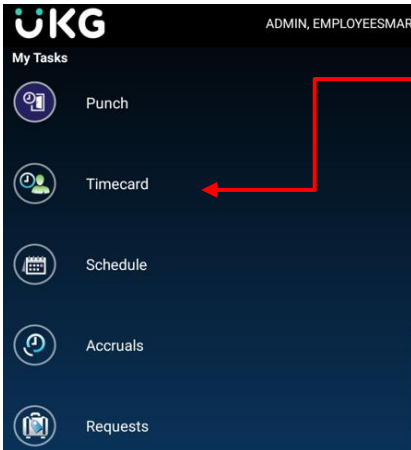 UKG
ADMIN, EMPLOYEESMAR
My Tasks
Punch
Timecard
Schedule
Accruals
Requests